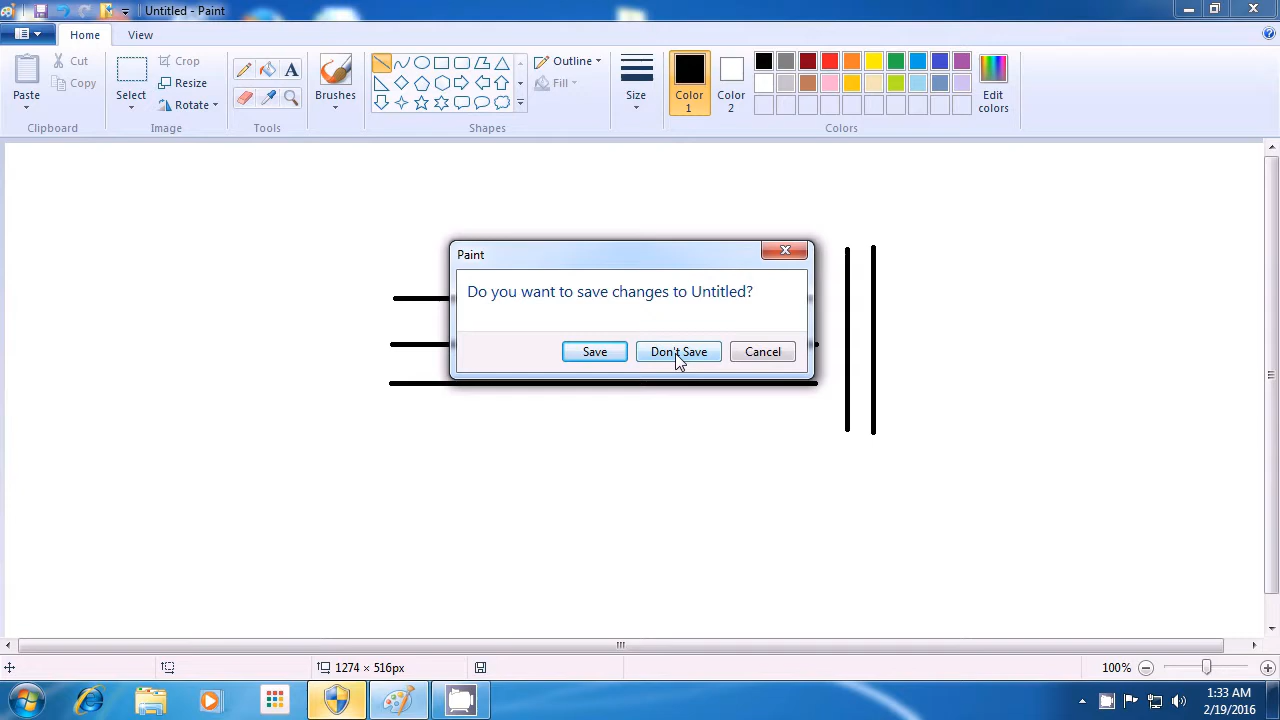 Untitled - Paint
Home View
Paste
Cut
Copy
Clipboard
Select
Crop
Resize
Rotate
Image
A
Tools
Brushes
Shapes
Outline
Fill
Size
Color
1
Color
2
Edit
colors
Colors
Paint
Do you want to save changes to Untitled?
Save Don't Save Cancel
1274 × 516px
100%
1:33 AM
2/19/2016